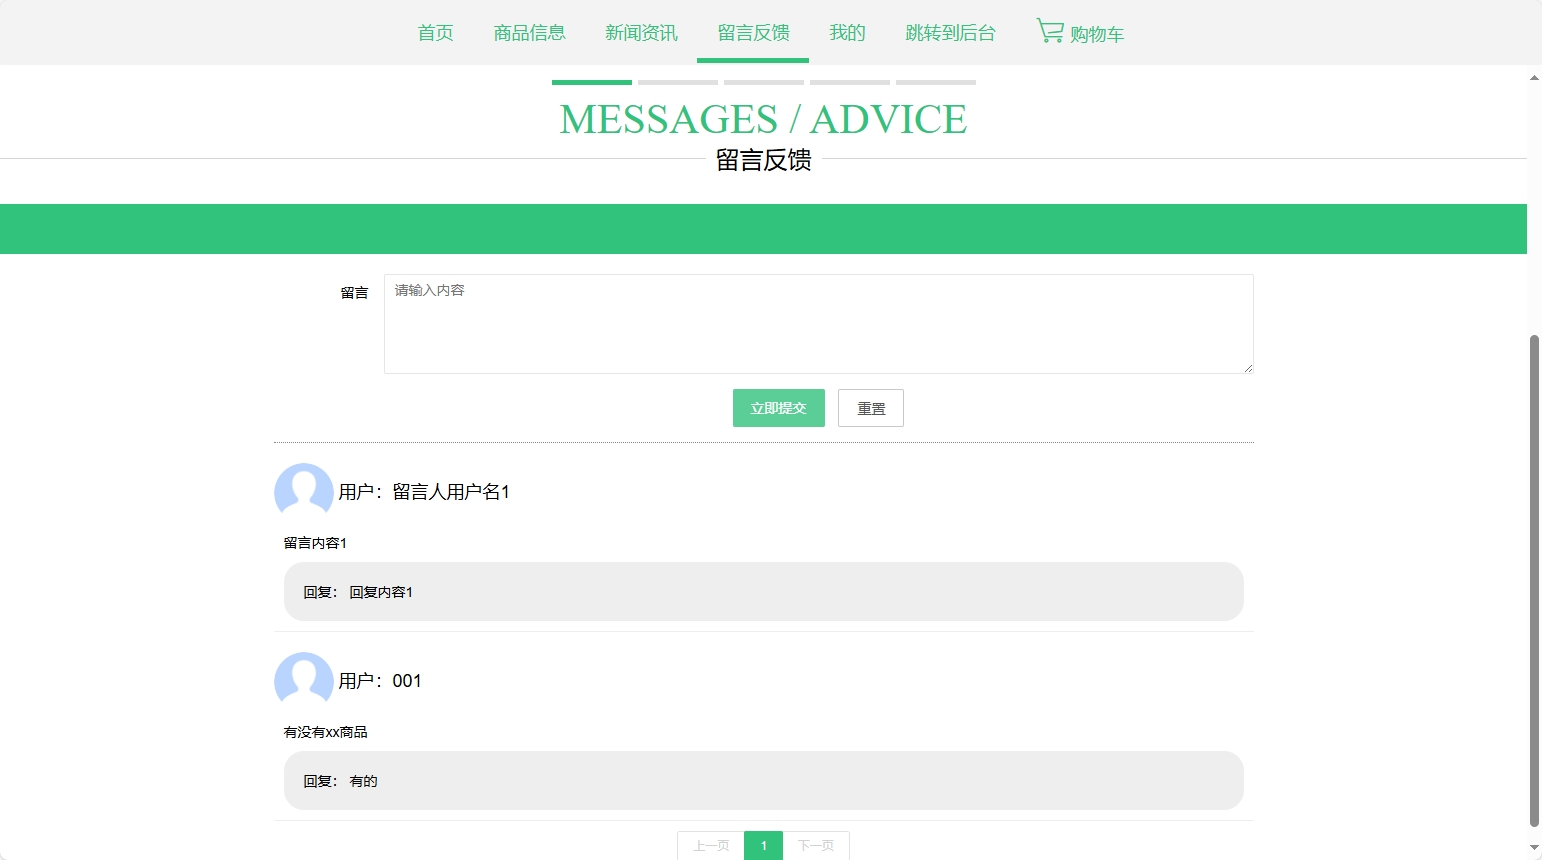 首页 商品信息 新闻资讯 留言反馈 我的 跳转到后台 购物车
MESSAGES / ADVICE
留言反馈
留言 请输入内容
立即提交 重置
用户：留言人用户名1
留言内容1
回复： 回复内容1
用户：001
有没有xx商品
回复： 有的
上一页 1 下一页